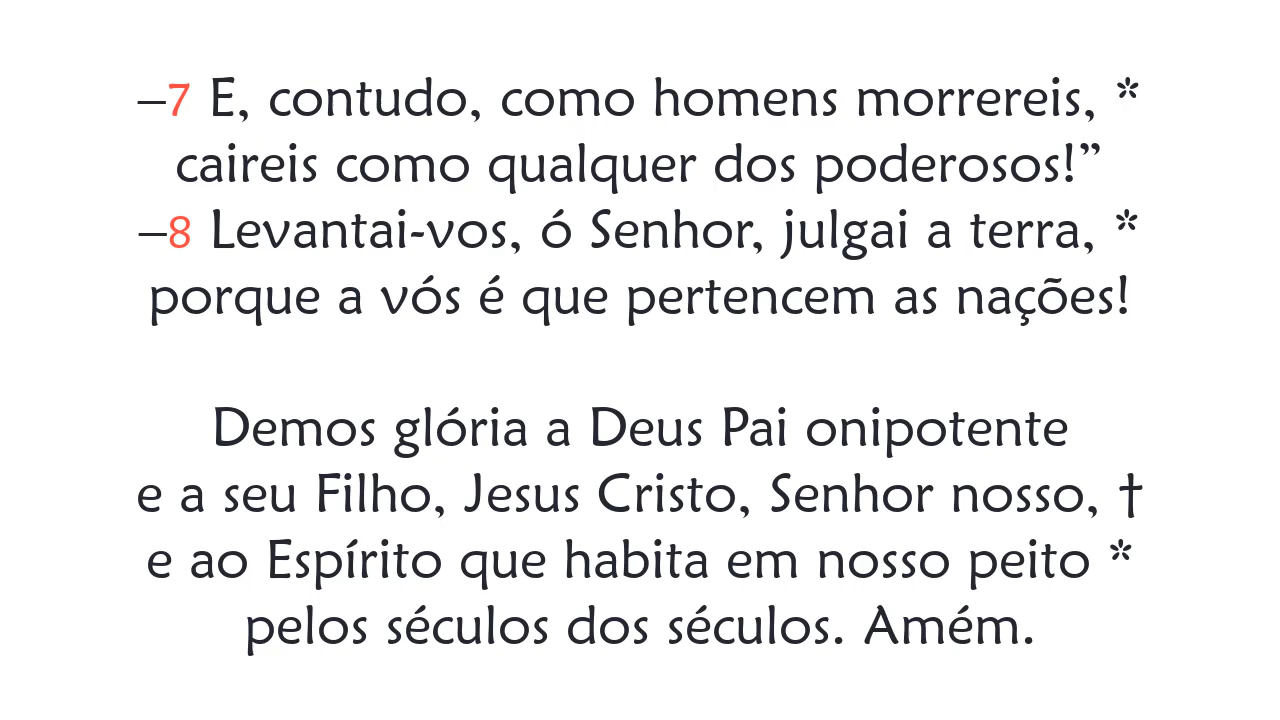 –7 E, contudo, como homens morrereis, *
caireis como qualquer dos poderosos!”
–8 Levantai-vos, ó Senhor, julgai a terra, *
porque a vós é que pertencem as nações!
Demos glória a Deus Pai onipotente
e a seu Filho, Jesus Cristo, Senhor nosso, †
e ao Espírito que habita em nosso peito *
pelos séculos dos séculos. Amém.